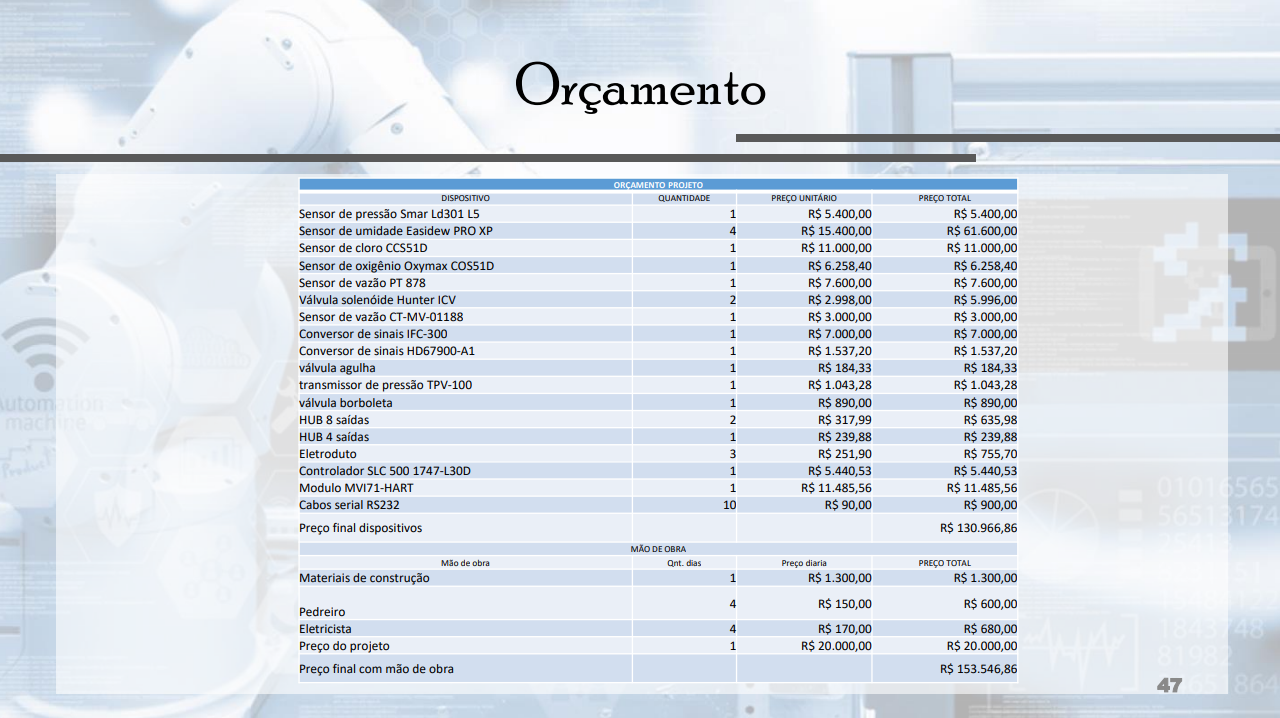 Orçamento
ORÇAMENTO PROJETO
DISPOSITIVO QUANTIDADE PREÇO UNITÁRIO PREÇO TOTAL
Sensor de pressão Smar Ld301 L5 1 R$ 5.400,00 R$ 5.400,00
Sensor de umidade Easidew PRO XP 4 R$ 15.400,00 R$ 61.600,00
Sensor de cloro CCS51D 1 R$ 11.000,00 R$ 11.000,00
Sensor de oxigênio Oxymax COS51D 1 R$ 6.258,40 R$ 6.258,40
Sensor de vazão PT 878 1 R$ 7.600,00 R$ 7.600,00
Válvula solenóide Hunter ICV 2 R$ 2.998,00 R$ 5.996,00
Sensor de vazão CT-MV-01188 1 R$ 3.000,00 R$ 3.000,00
Conversor de sinais IFC-300 1 R$ 7.000,00 R$ 7.000,00
Conversor de sinais HD67900-A1 1 R$ 1.537,20 R$ 1.537,20
válvula agulha 1 R$ 184,33 R$ 184,33
transmissor de pressão TPV-100 1 R$ 1.043,28 R$ 1.043,28
válvula borboleta 1 R$ 890,00 R$ 890,00
HUB 8 saídas 2 R$ 317,99 R$ 635,98
HUB 4 saídas 1 R$ 239,88 R$ 239,88
Eletroduto 3 R$ 251,90 R$ 755,70
Controlador SLC 500 1747-L30D 1 R$ 5.440,53 R$ 5.440,53
Modulo MVI71-HART 1 R$ 11.485,56 R$ 11.485,56
Cabos serial RS232 10 R$ 90,00 R$ 900,00
Preço final dispositivos R$ 130.966,86
MÃO DE OBRA
Mão de obra Qnt. dias Preço diaria PREÇO TOTAL
Materiais de construção 1 R$ 1.300,00 R$ 1.300,00
Pedreiro 4 R$ 150,00 R$ 600,00
Eletricista 4 R$ 170,00 R$ 680,00
Preço do projeto 1 R$ 20.000,00 R$ 20.000,00
Preço final com mão de obra R$ 153.546,86
Automation
machine
Product
01016565
56513174
1843748
81982
651864
47